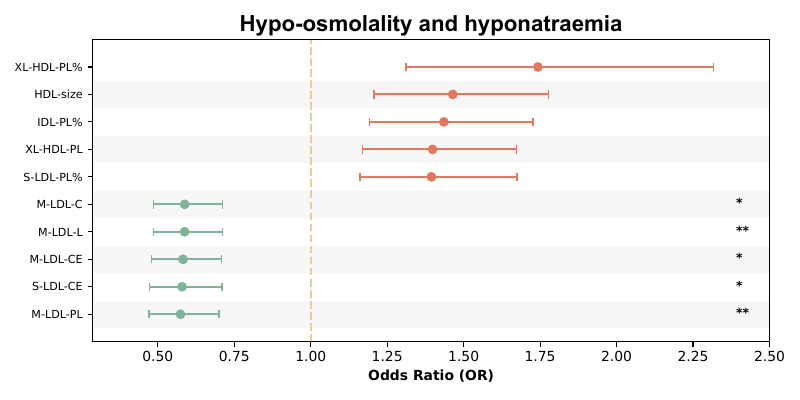 Hypo-osmolality and hyponatraemia
XL-HDL-PL%
HDL-size
IDL-PL%
XL-HDL-PL
S-LDL-PL%
M-LDL-C *
M-LDL-L **
M-LDL-CE *
S-LDL-CE *
M-LDL-PL **
0.50 0.75 1.00 1.25 1.50 1.75 2.00 2.25 2.50
Odds Ratio (OR)